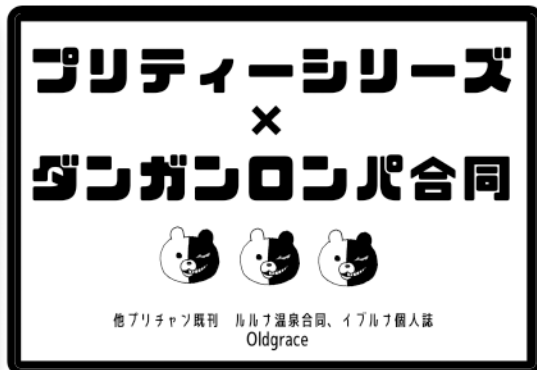 プリティーシリーズ
×
ダンガンロンパ合同
他プリチャン既刊 ルルナ温泉合同、イブルナ個人誌
Oldgrace